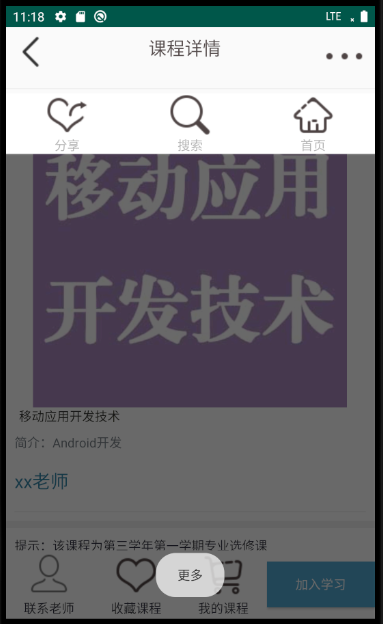 11:18 LTE
课程详情
分享 搜索 首页
移动应用
开发技术
移动应用开发技术
简介：Android开发
xx老师
提示：该课程为第三学年第一学期专业选修课
更多
加入学习
联系老师 收藏课程 我的课程